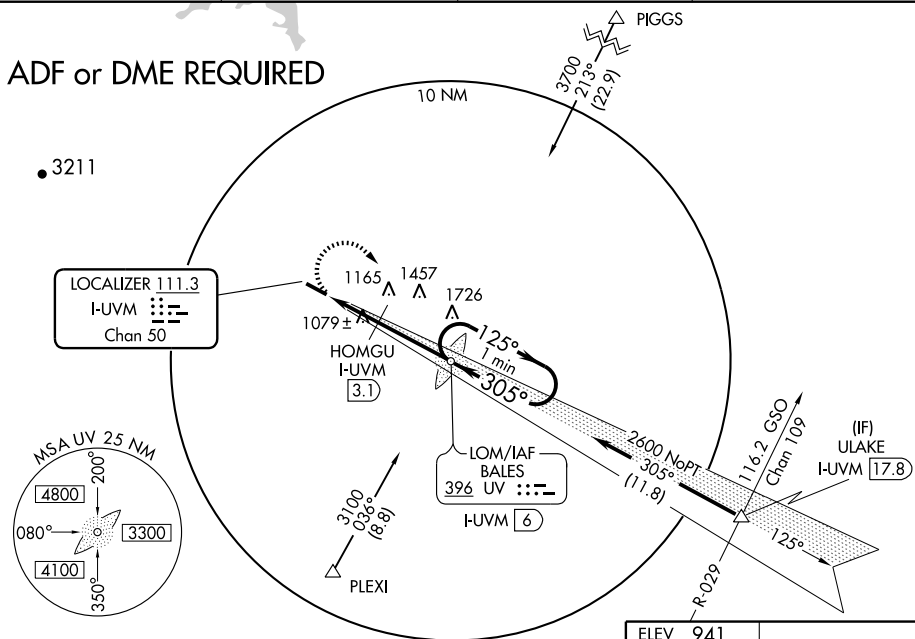 PIGGS
3700
213°
(22.9)
ADF or DME REQUIRED
10 NM
3211
LOCALIZER 111.3
I-UVM
Chan 50
1165
1457
1726
1079±
HOMGU
I-UVM
3.1
125°
1 min
305°
2600 NoPT
305°
(11.8)
116.2 GSO
Chan 109
(IF)
ULAKE
I-UVM 17.8
125°
R-029
LOM/IAF
BALES
396 UV
I-UVM 6
3100
036°
(8.8)
PLEXI
MSA UV 25 NM
200°
4800
080°
3300
4100
350°
ELEV 941